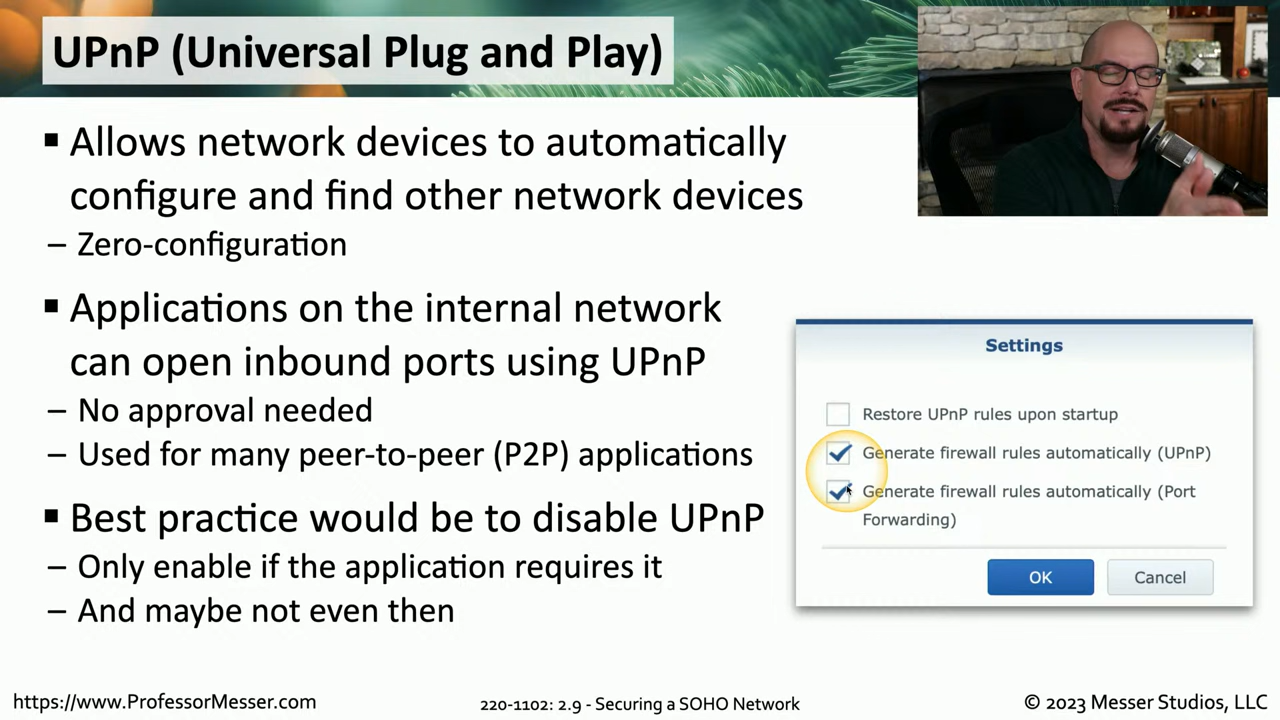 UPnP (Universal Plug and Play)
▪ Allows network devices to automatically
configure and find other network devices
– Zero-configuration
▪ Applications on the internal network
can open inbound ports using UPnP
– No approval needed
– Used for many peer-to-peer (P2P) applications
▪ Best practice would be to disable UPnP
– Only enable if the application requires it
– And maybe not even then
Settings
Restore UPnP rules upon startup
Generate firewall rules automatically (UPnP)
Generate firewall rules automatically (Port
Forwarding)
OK
Cancel
https://www.ProfessorMesser.com
220-1102: 2.9 - Securing a SOHO Network
© 2023 Messer Studios, LLC